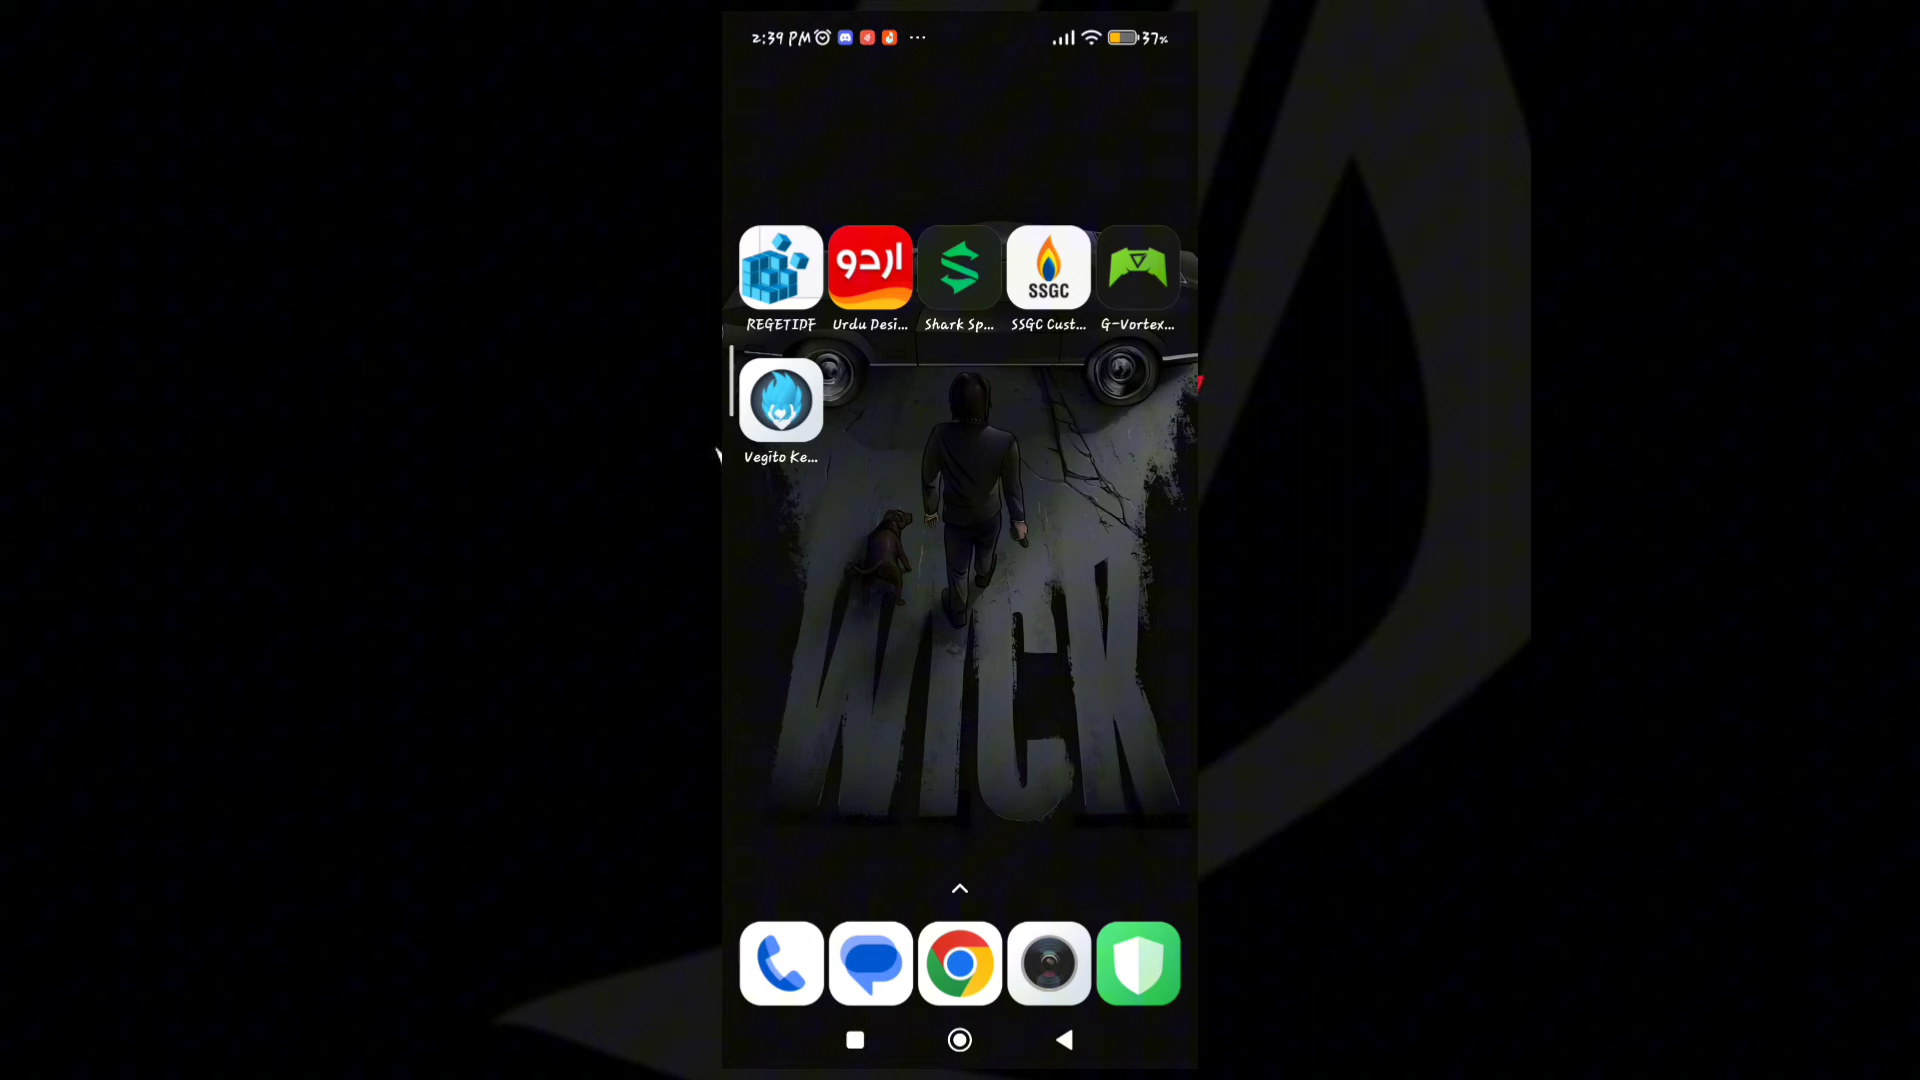 2:39 PM
37%
اردو
SSGC
REGETIDF
Urdu Desi...
Shark Sp...
SSGC Cust...
G-Vortex...
Vegito Ke...
WICK